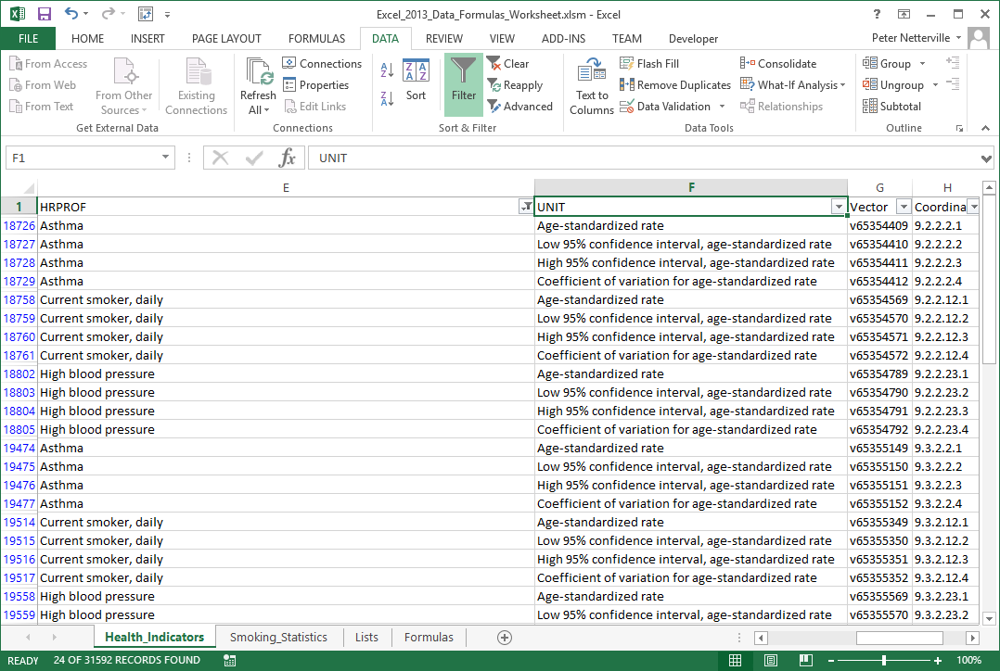 Excel_2013_Data_Formulas_Worksheet.xlsm - Excel
FILE HOME INSERT PAGE LAYOUT FORMULAS DATA REVIEW VIEW ADD-INS TEAM Developer Peter Netterville
From Access
From Web
From Text
From Other Sources
Existing Connections
Get External Data
Refresh All
Connections
Properties
Edit Links
Connections
Sort
Filter
Clear
Reapply
Advanced
Sort & Filter
Text to Columns
Flash Fill
Remove Duplicates
Data Validation
Consolidate
What-If Analysis
Relationships
Data Tools
Group
Ungroup
Subtotal
Outline
F1 fx UNIT
E F G H
1 HRPROF UNIT Vector Coordina
18726 Asthma Age-standardized rate v65354409 9.2.2.2.1
18727 Asthma Low 95% confidence interval, age-standardized rate v65354410 9.2.2.2.2
18728 Asthma High 95% confidence interval, age-standardized rate v65354411 9.2.2.2.3
18729 Asthma Coefficient of variation for age-standardized rate v65354412 9.2.2.2.4
18758 Current smoker, daily Age-standardized rate v65354569 9.2.2.12.1
18759 Current smoker, daily Low 95% confidence interval, age-standardized rate v65354570 9.2.2.12.2
18760 Current smoker, daily High 95% confidence interval, age-standardized rate v65354571 9.2.2.12.3
18761 Current smoker, daily Coefficient of variation for age-standardized rate v65354572 9.2.2.12.4
18802 High blood pressure Age-standardized rate v65354789 9.2.2.23.1
18803 High blood pressure Low 95% confidence interval, age-standardized rate v65354790 9.2.2.23.2
18804 High blood pressure High 95% confidence interval, age-standardized rate v65354791 9.2.2.23.3
18805 High blood pressure Coefficient of variation for age-standardized rate v65354792 9.2.2.23.4
19474 Asthma Age-standardized rate v65355149 9.3.2.2.1
19475 Asthma Low 95% confidence interval, age-standardized rate v65355150 9.3.2.2.2
19476 Asthma High 95% confidence interval, age-standardized rate v65355151 9.3.2.2.3
19477 Asthma Coefficient of variation for age-standardized rate v65355152 9.3.2.2.4
19514 Current smoker, daily Age-standardized rate v65355349 9.3.2.12.1
19515 Current smoker, daily Low 95% confidence interval, age-standardized rate v65355350 9.3.2.12.2
19516 Current smoker, daily High 95% confidence interval, age-standardized rate v65355351 9.3.2.12.3
19517 Current smoker, daily Coefficient of variation for age-standardized rate v65355352 9.3.2.12.4
19558 High blood pressure Age-standardized rate v65355569 9.3.2.23.1
19559 High blood pressure Low 95% confidence interval, age-standardized rate v65355570 9.3.2.23.2
Health_Indicators Smoking_Statistics Lists Formulas
READY 24 OF 31592 RECORDS FOUND 100%